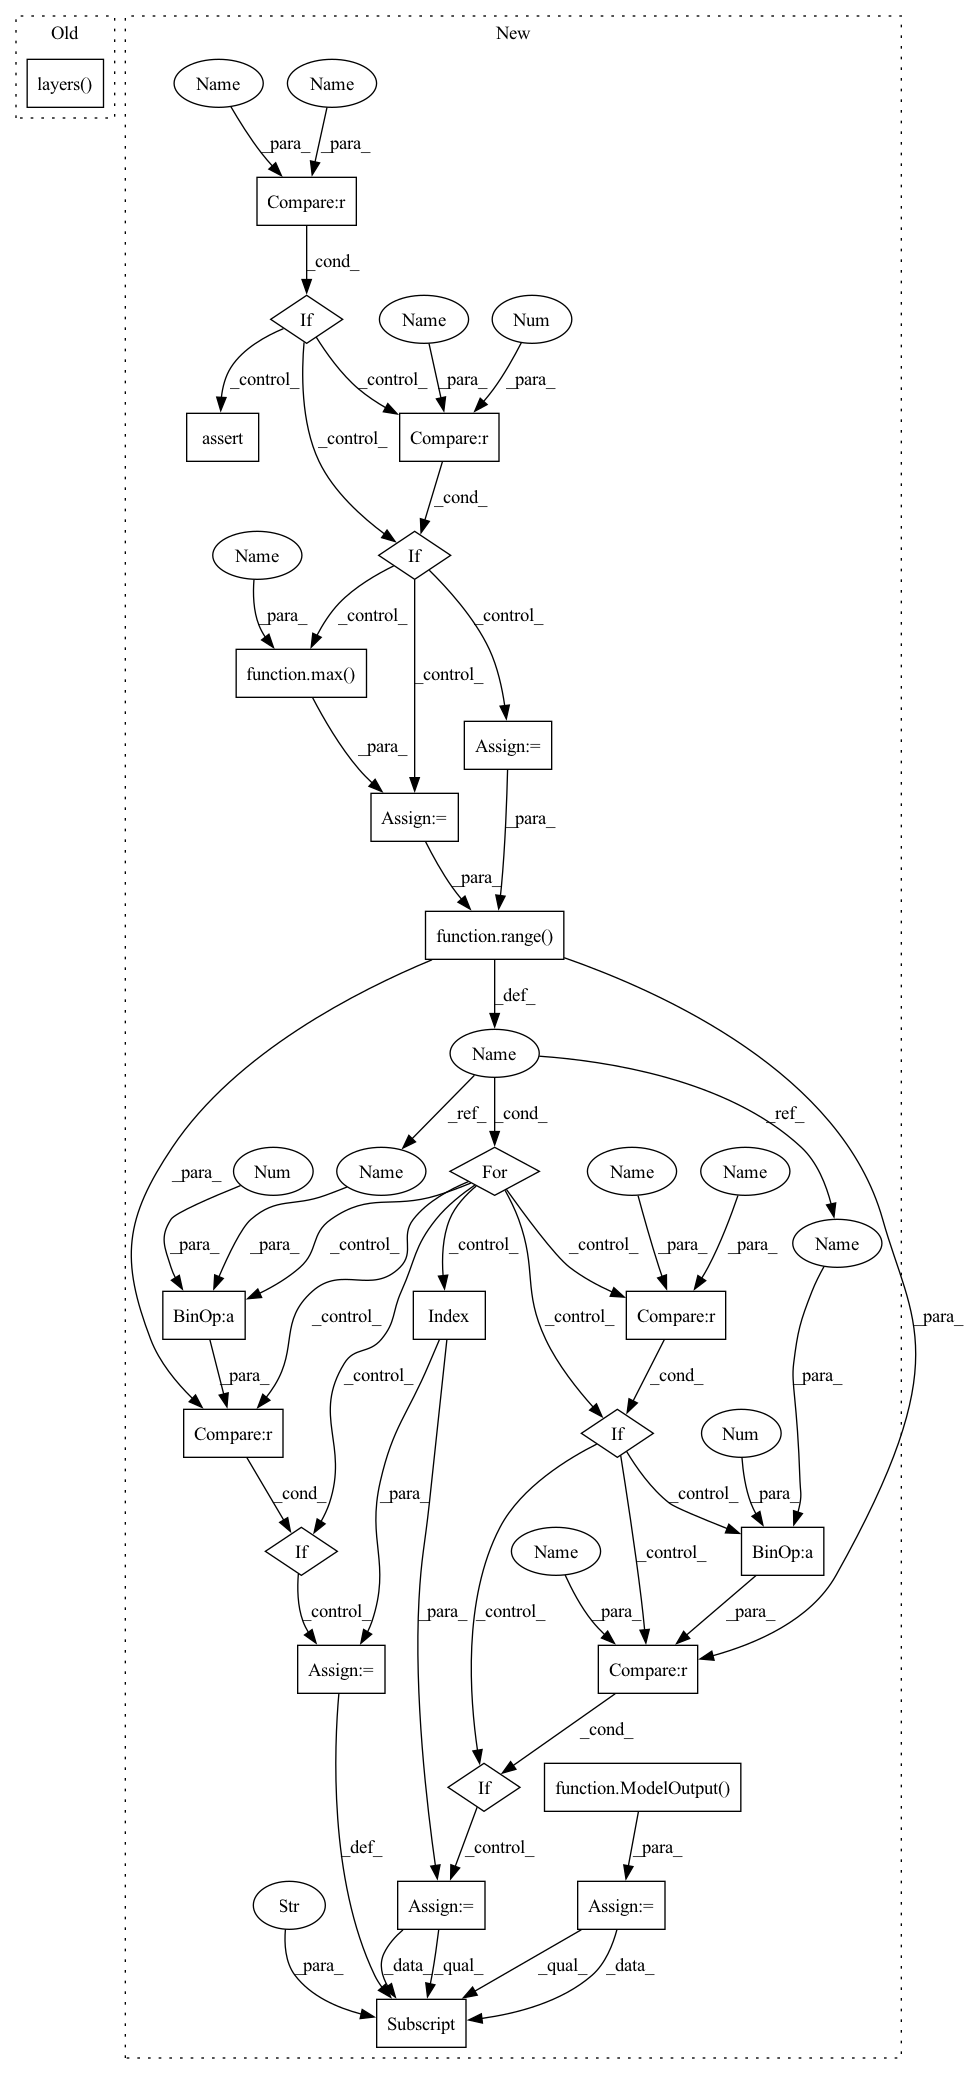 Old
New
layers()
Name
Name
_para_
_para_
Compare:r
_cond_
If
Name
Num
_control_
_control_
_para_
_para_
assert
_control_
Compare:r
_cond_
Name
If
_para_
_control_
_control_
function.max()
_control_
_para_
Assign:=
Assign:=
_para_
_para_
function.range()
_def_
Name
_ref_
_cond_
_ref_
_para_
Num
Name
For
Name
Name
_para_
_para_
_control_
_control_
_control_
_para_
_para_
Name
BinOp:a
_control_
Index
_control_
Compare:r
_para_
_para_
_control_
_cond_
_para_
Compare:r
If
Num
_cond_
_para_
_control_
_para_
If
Name
_control_
BinOp:a
_control_
_para_
_control_
_para_
_para_
Assign:=
Compare:r
_cond_
If
function.ModelOutput()
_def_
_control_
_para_
Str
Assign:=
Assign:=
_para_
_data_
_qual_
_qual_
_data_
Subscript